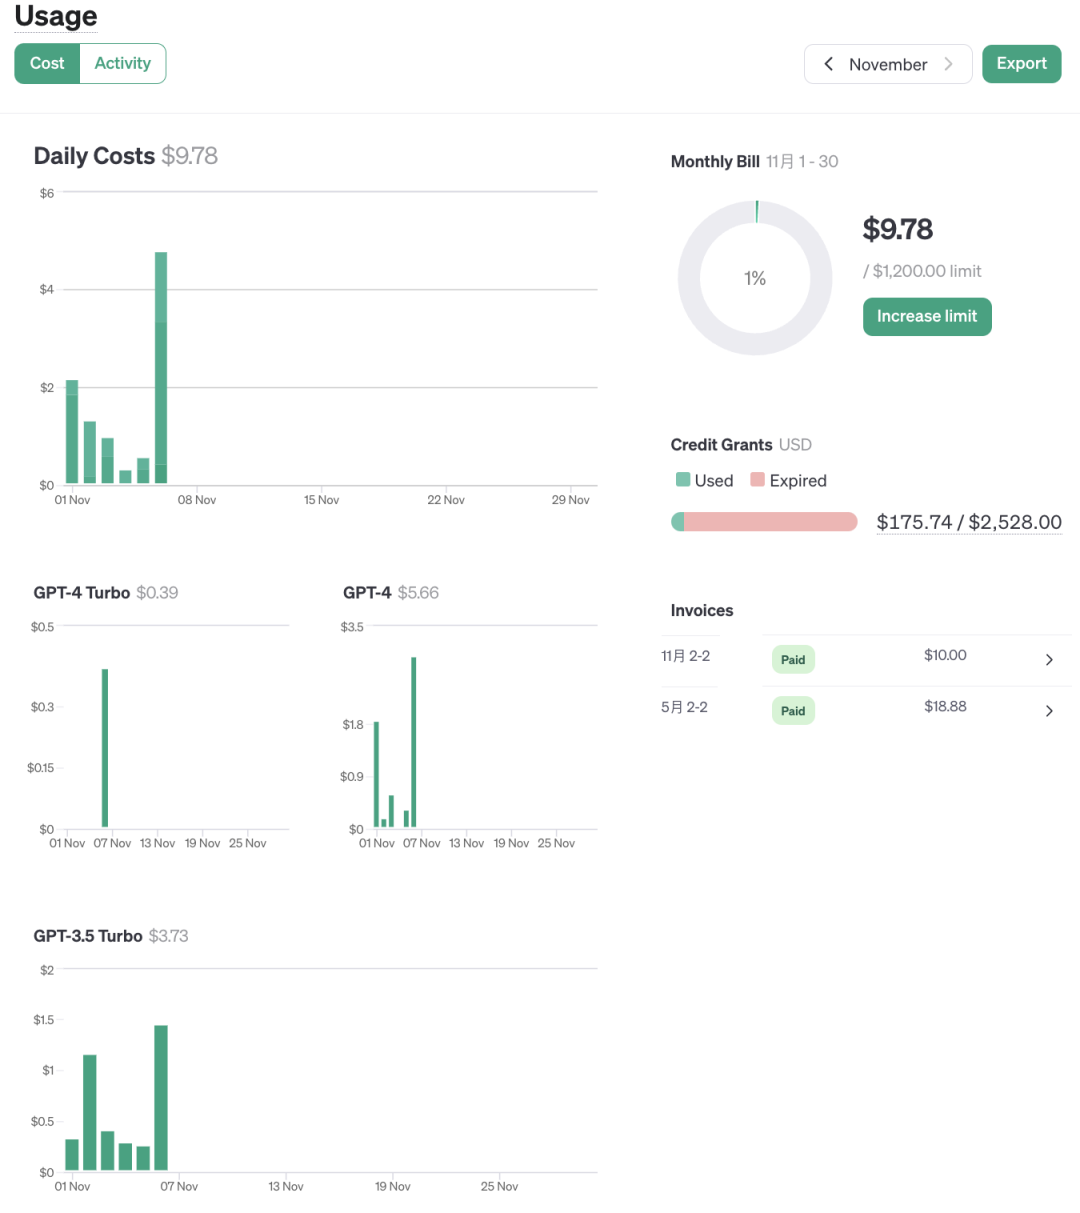 Usage
Cost Activity
November
Export
Daily Costs $9.78
$6
$4
$2
$0
01 Nov 08 Nov 15 Nov 22 Nov 29 Nov
Monthly Bill 11月 1 - 30
1%
$9.78
/ $1,200.00 limit
Increase limit
Credit Grants USD
Used Expired
$175.74 / $2,528.00
GPT-4 Turbo $0.39
$0.5
$0.3
$0.15
$0
01 Nov 07 Nov 13 Nov 19 Nov 25 Nov
GPT-4 $5.66
$3.5
$1.8
$0.9
$0
01 Nov 07 Nov 13 Nov 19 Nov 25 Nov
Invoices
11月 2-2 Paid $10.00
5月 2-2 Paid $18.88
GPT-3.5 Turbo $3.73
$2
$1.5
$1
$0.5
$0
01 Nov 07 Nov 13 Nov 19 Nov 25 Nov